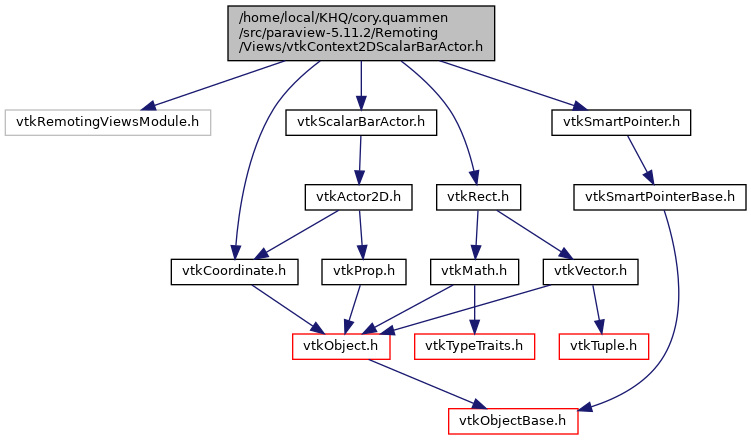 /home/local/KHQ/cory.quammen
/src/paraview-5.11.2/Remoting
/Views/vtkContext2DScalarBarActor.h
vtkRemotingViewsModule.h
vtkScalarBarActor.h
vtkSmartPointer.h
vtkActor2D.h
vtkRect.h
vtkSmartPointerBase.h
vtkCoordinate.h
vtkProp.h
vtkMath.h
vtkVector.h
vtkObject.h
vtkTypeTraits.h
vtkTuple.h
vtkObjectBase.h